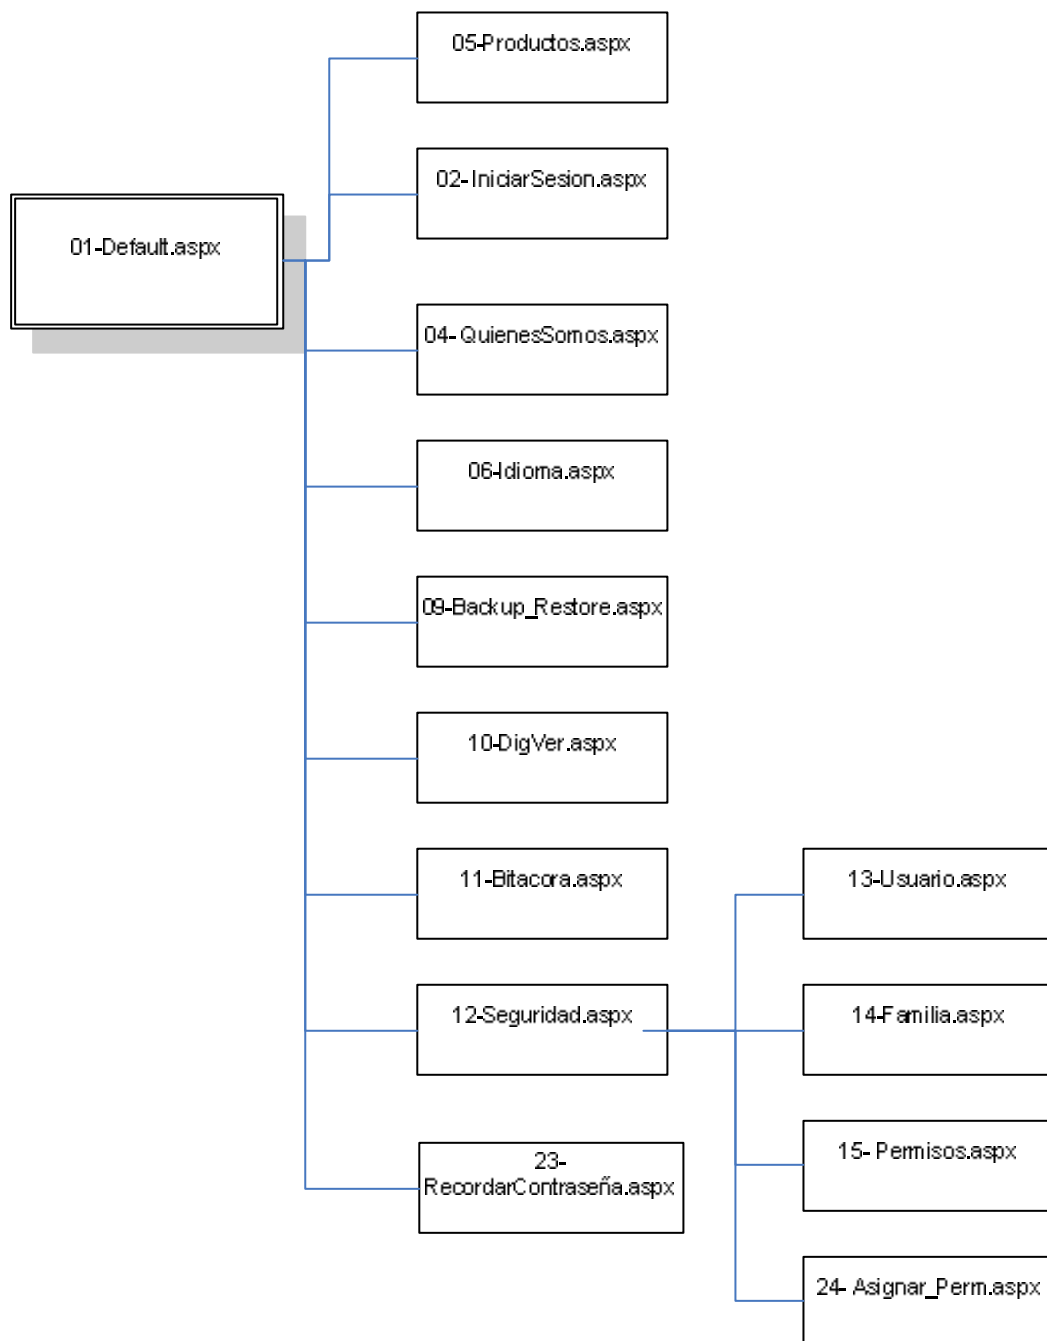 05-Productos.aspx
02- IniciarSesion.aspx
01-Default.aspx
04- QuienesSomos.aspx
06-Idioma.aspx
09-Backup_Restore.aspx
10-DigVer.aspx
11-Bitacora.aspx
13-Usuario.aspx
12-Seguridad.aspx
14-Familia.aspx
23-
RecordarContraseña.aspx
15- Permisos.aspx
24- Asignar_Perm.aspx